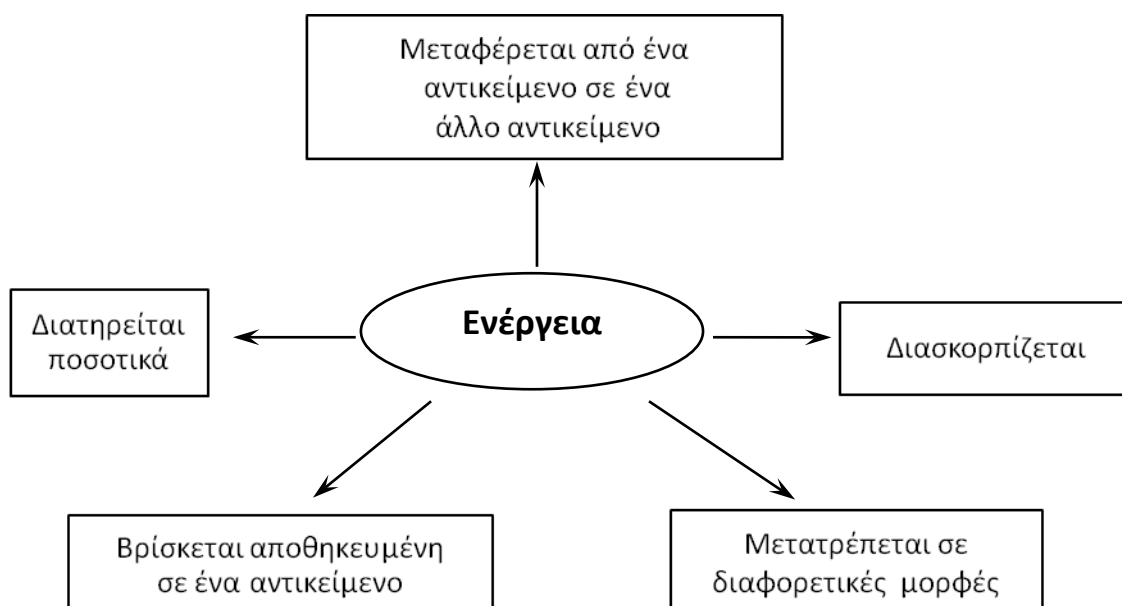 Μεταφέρεται από ένα
αντικείμενο σε ένα
άλλο αντικείμενο
Ενέργεια
Διατηρείται
ποσοτικά
Διασκορπίζεται
Βρίσκεται αποθηκευμένη
σε ένα αντικείμενο
Μετατρέπεται σε
διαφορετικές μορφές